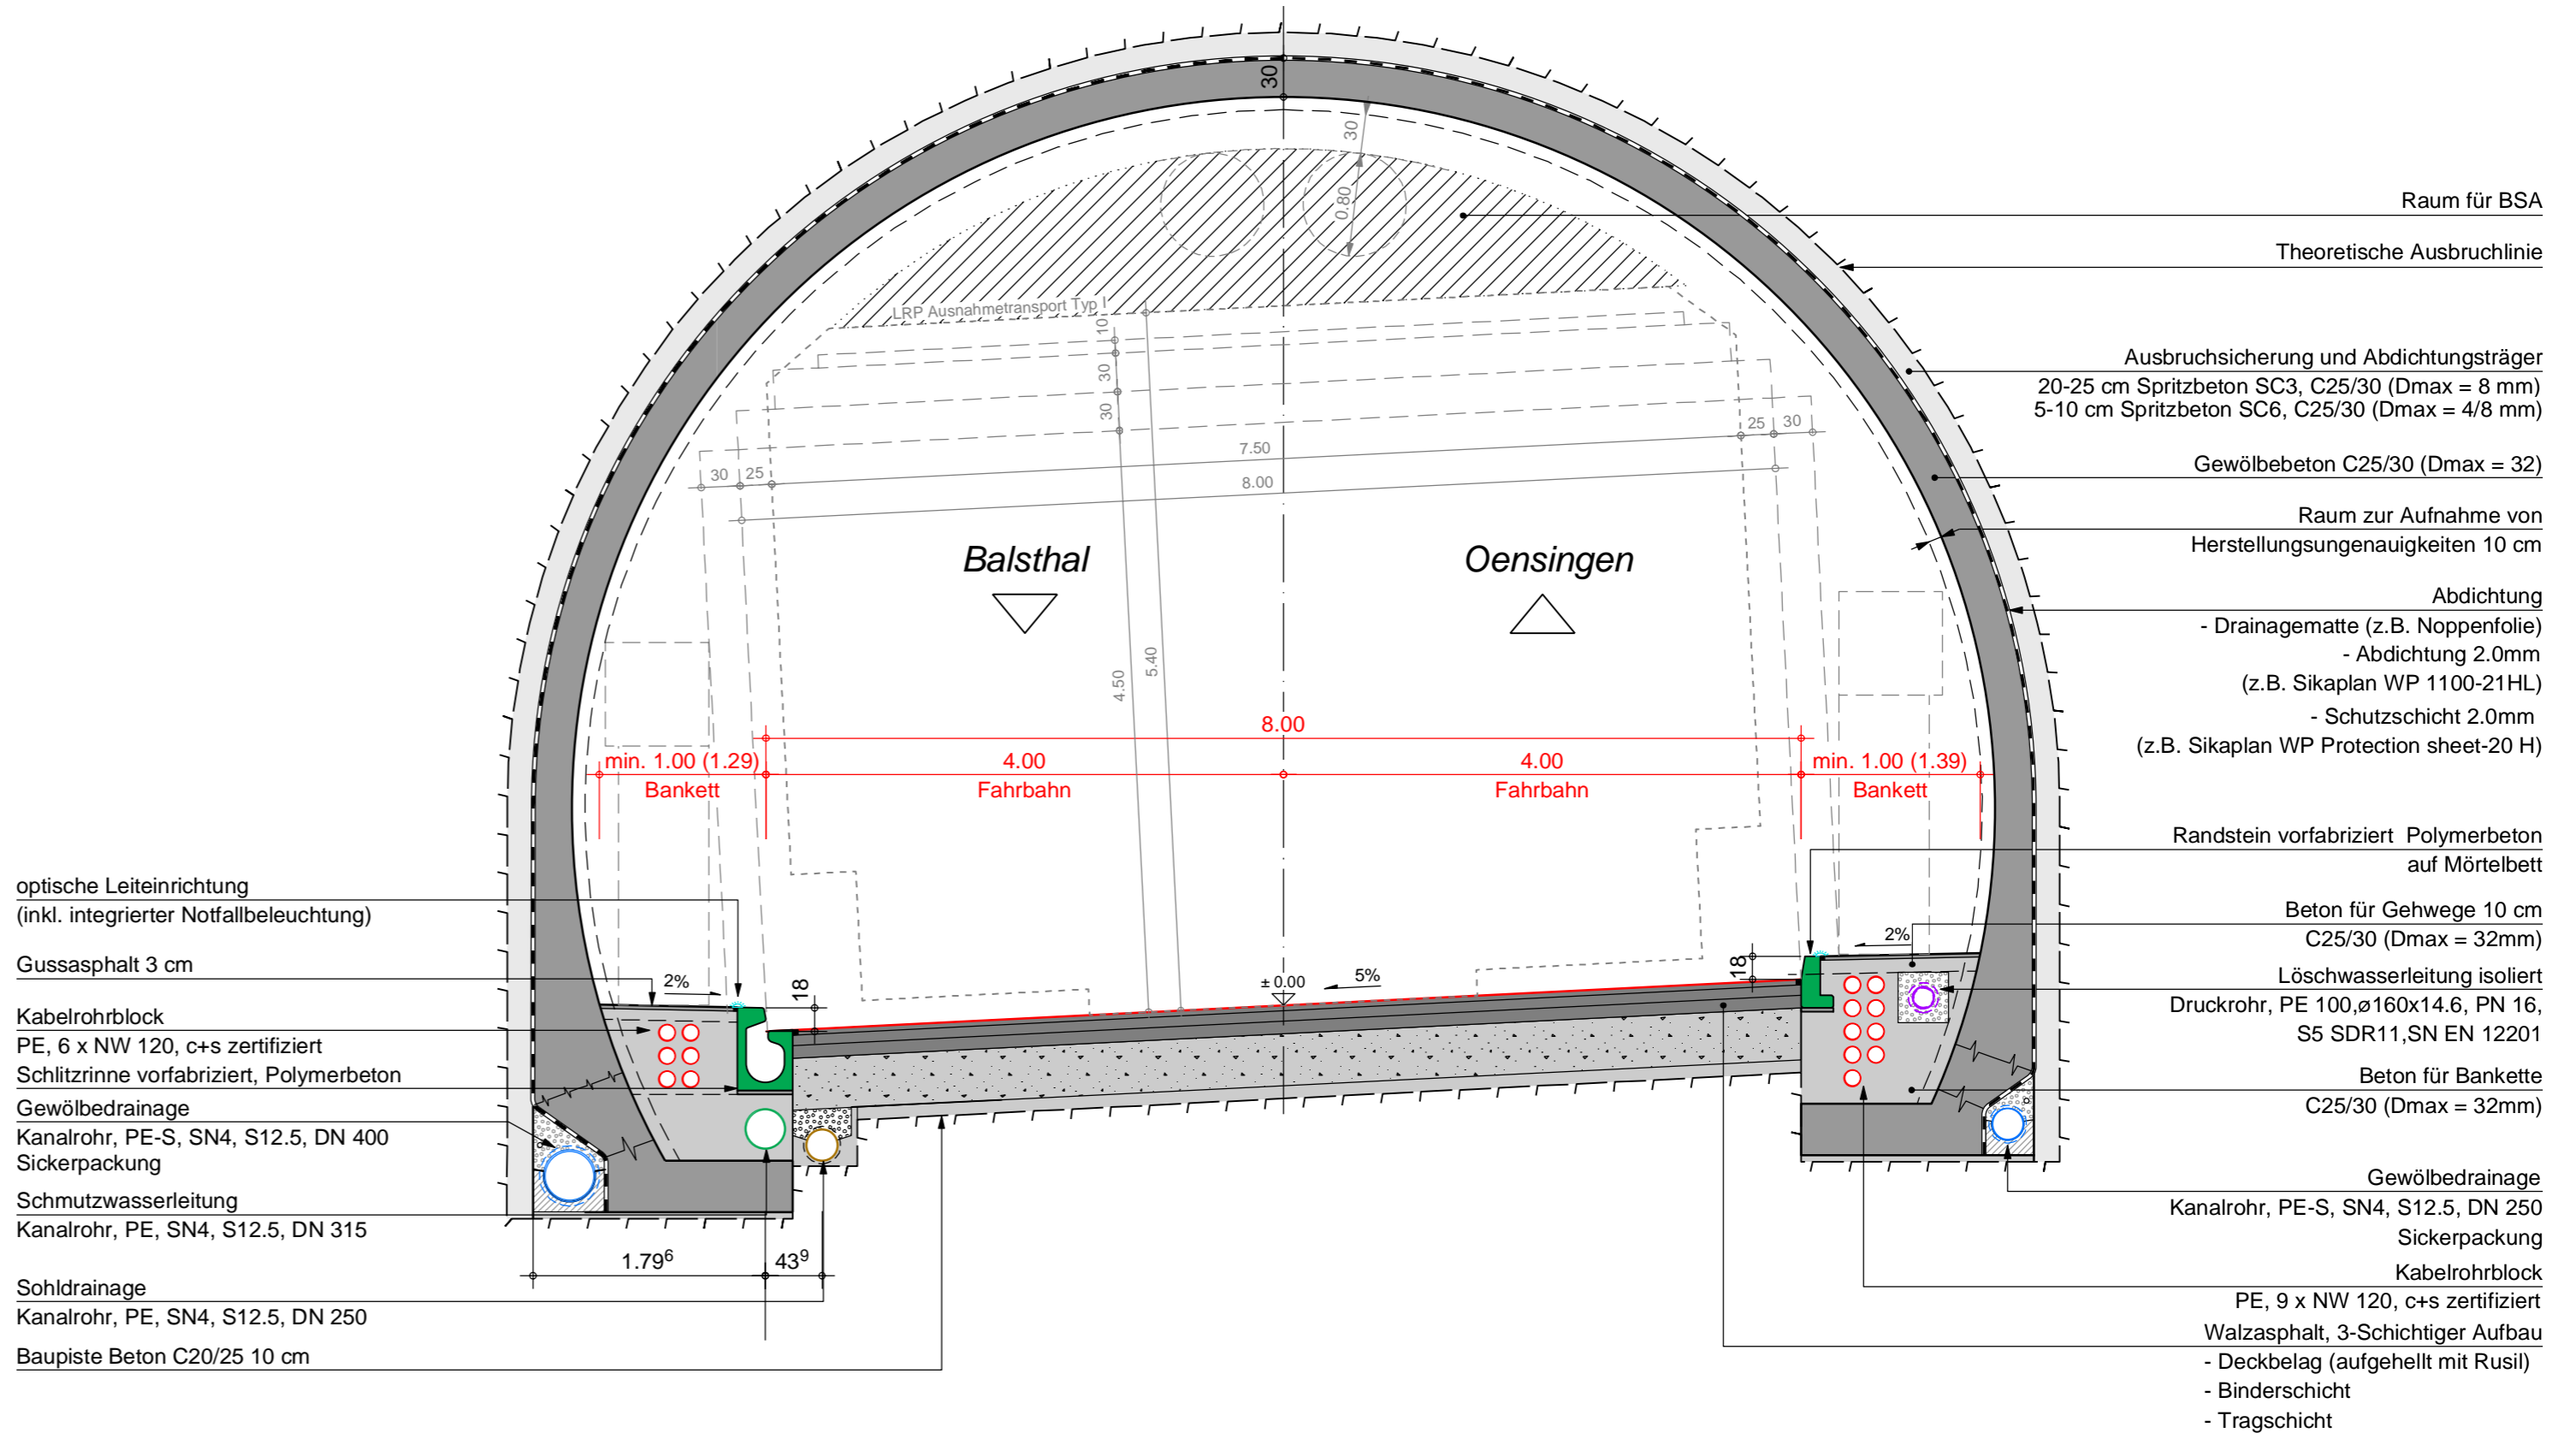 30
30
0.80
Raum für BSA
Theoretische Ausbruchlinie
LRP Ausnahmetransport Typ I
10
30
30
Ausbruchsicherung und Abdichtungsträger
20-25 cm Spritzbeton SC3, C25/30 (Dmax = 8 mm)
5-10 cm Spritzbeton SC6, C25/30 (Dmax = 4/8 mm)
25 30
7.50
30 25
8.00
Gewölbebeton C25/30 (Dmax = 32)
Raum zur Aufnahme von
Herstellungsungenauigkeiten 10 cm
Balsthal
Oensingen
Abdichtung
- Drainagematte (z.B. Noppenfolie)
- Abdichtung 2.0mm
(z.B. Sikaplan WP 1100-21HL)
- Schutzschicht 2.0mm
(z.B. Sikaplan WP Protection sheet-20 H)
4.50
5.40
8.00
min. 1.00 (1.29)
4.00
4.00
min. 1.00 (1.39)
Bankett
Fahrbahn
Fahrbahn
Bankett
Randstein vorfabriziert Polymerbeton
auf Mörtelbett
optische Leiteinrichtung
(inkl. integrierter Notfallbeleuchtung)
Beton für Gehwege 10 cm
C25/30 (Dmax = 32mm)
2%
18
Gussasphalt 3 cm
2%
18
± 0.00
5%
Löschwasserleitung isoliert
Druckrohr, PE 100,ø160x14.6, PN 16,
S5 SDR11,SN EN 12201
Kabelrohrblock
PE, 6 x NW 120, c+s zertifiziert
Schlitzrinne vorfabriziert, Polymerbeton
Beton für Bankette
C25/30 (Dmax = 32mm)
Gewölbedrainage
Kanalrohr, PE-S, SN4, S12.5, DN 400
Sickerpackung
Gewölbedrainage
Kanalrohr, PE-S, SN4, S12.5, DN 250
Sickerpackung
Schmutzwasserleitung
Kanalrohr, PE, SN4, S12.5, DN 315
1.79⁶
43⁹
Kabelrohrblock
PE, 9 x NW 120, c+s zertifiziert
Sohldrainage
Kanalrohr, PE, SN4, S12.5, DN 250
Baupiste Beton C20/25 10 cm
Walzasphalt, 3-Schichtiger Aufbau
- Deckbelag (aufgehellt mit Rusil)
- Binderschicht
- Tragschicht